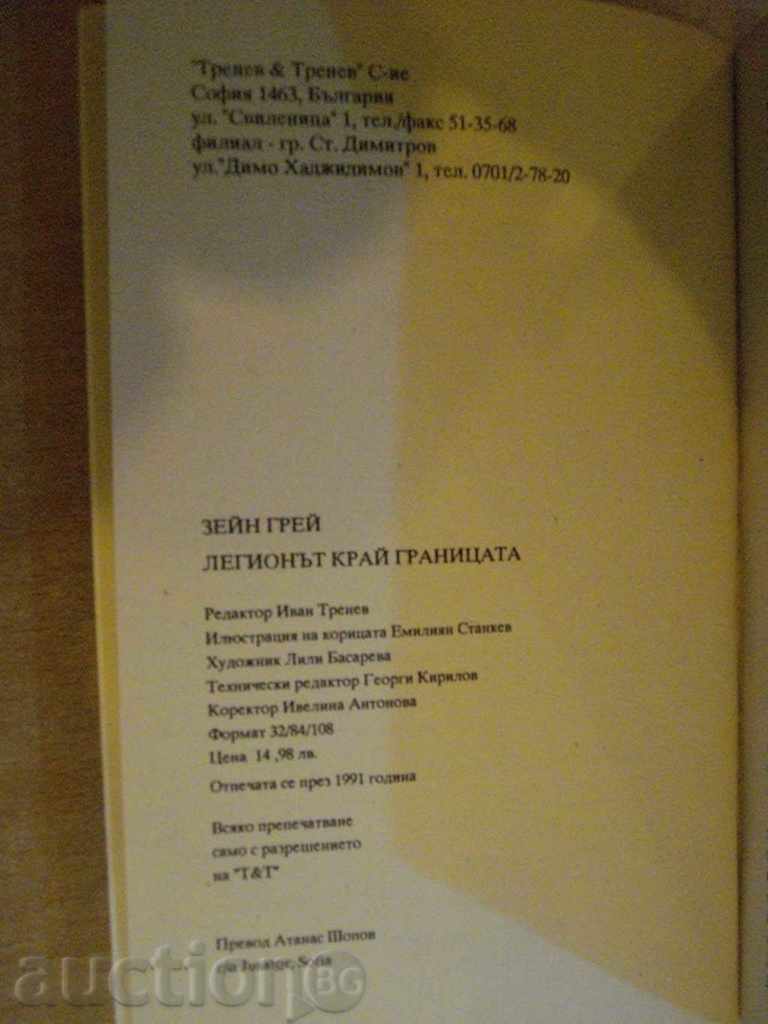 "Тренев & Тренев" С-ие
София 1463, България
ул. "Свиленица" 1, тел./факс 51-35-68
филиал - гр. Ст. Димитров
ул."Димо Хаджидимов" 1, тел. 0701/2-78-20
ЗЕЙН ГРЕЙ
ЛЕГИОНЪТ КРАЙ ГРАНИЦАТА
Редактор Иван Тренев
Илюстрация на корицата Емилиян Станкев
Художник Лили Басарева
Технически редактор Георги Кирилов
Коректор Ивелина Антонова
Формат 32/84/108
Цена 14 ,98 лв.
Отпечата се през 1991 година
Всяко препечатване
само с разрешението
на "Т&Т"
Превод Атанас Шопов
Sofia
auctionBG